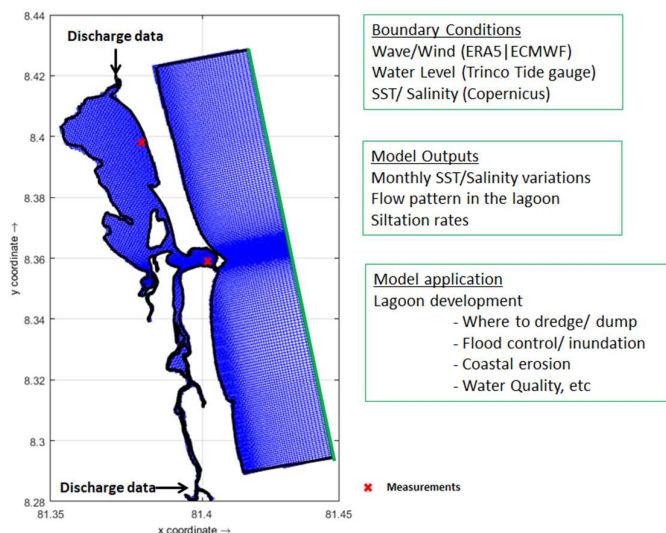 8.44
Discharge data
8.42
8.4
8.38
8.36
8.34
8.32
8.3
8.28
Discharge data
81.35
81.4
81.45
x coordinate →
y coordinate →
Boundary Conditions
Wave/Wind (ERA5|ECMWF)
Water Level (Trinco Tide gauge)
SST/ Salinity (Copernicus)
Model Outputs
Monthly SST/Salinity variations
Flow pattern in the lagoon
Siltation rates
Model application
Lagoon development
- Where to dredge/ dump
- Flood control/ inundation
- Coastal erosion
- Water Quality, etc
Measurements